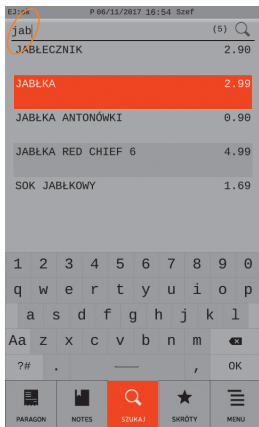 EJ:ok P 06/11/2017 16:54 Szef
jab (5)
JABŁECZNIK 2.90
JABŁKA 2.99
JABŁKA ANTONÓWKI 0.90
JABŁKA RED CHIEF 6 4.99
SOK JABŁKOWY 1.69
1 2 3 4 5 6 7 8 9 0
q w e r t y u i o p
a s d f g h j k l
Aa z x c v b n m
?# . , OK
PARAGON NOTES SZUKAJ SKRÓTY MENU